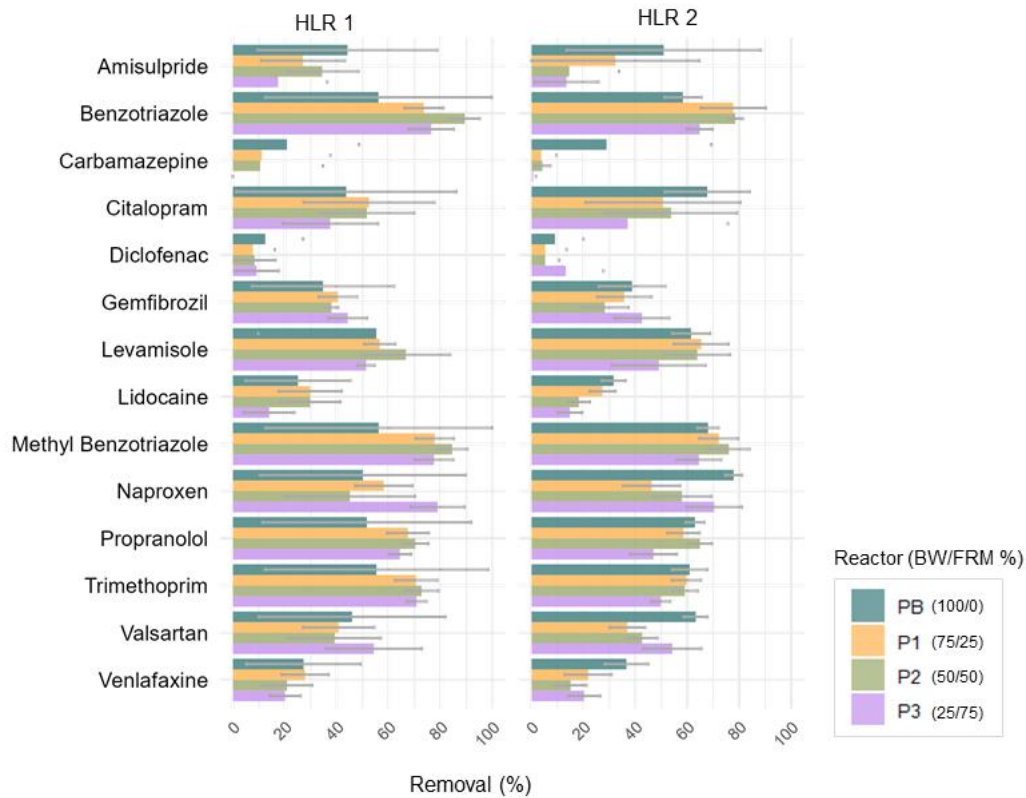 HLR 1
HLR 2
Amisulpride
Benzotriazole
Carbamazepine
Citalopram
Diclofenac
Gemfibrozil
Levamisole
Lidocaine
Methyl Benzotriazole
Naproxen
Propranolol
Trimethoprim
Valsartan
Venlafaxine
0 20 40 60 80 100
0 20 40 60 80 100
Removal (%)
Reactor (BW/FRM %)
PB (100/0)
P1 (75/25)
P2 (50/50)
P3 (25/75)